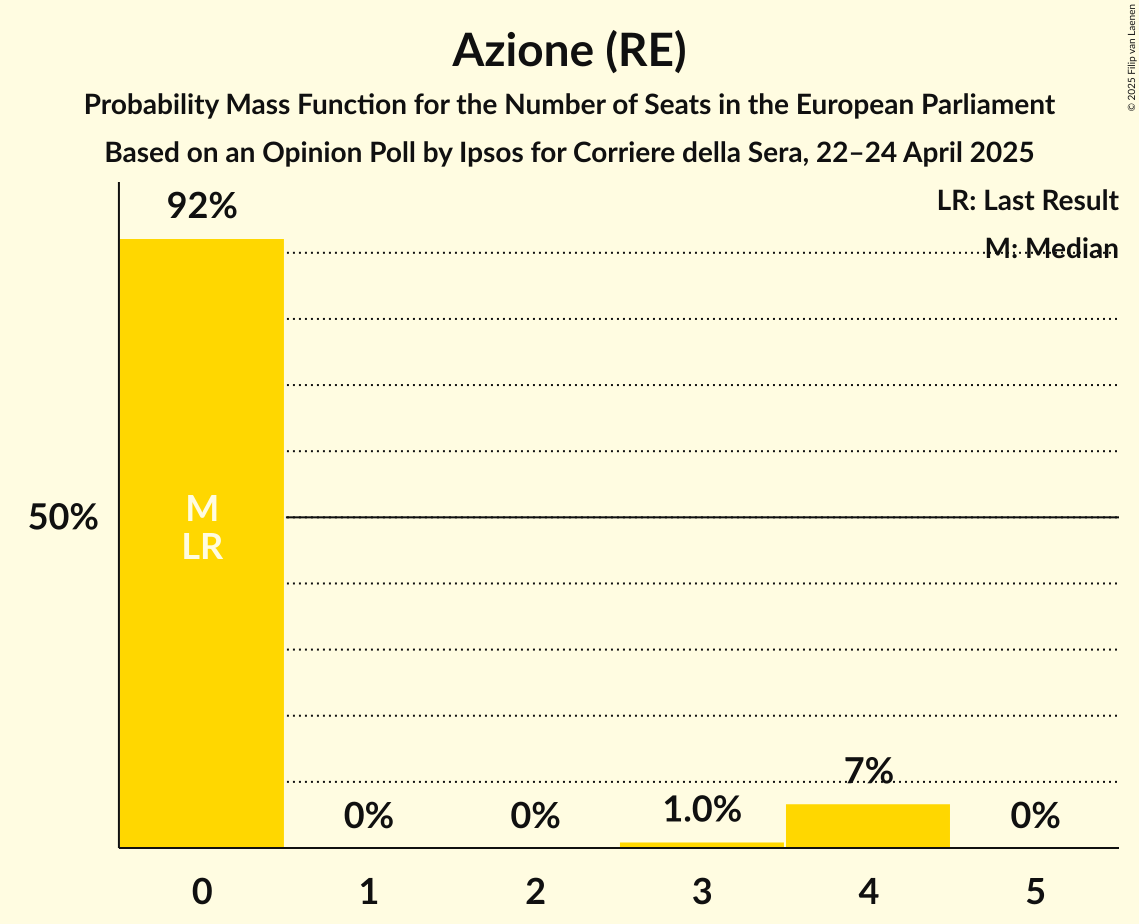 Azione (RE)
Probability Mass Function for the Number of Seats in the European Parliament
Based on an Opinion Poll by Ipsos for Corriere della Sera, 22–24 April 2025
© 2025 Filip van Laenen
LR: Last Result
M: Median
92%
50%
M
LR
0%
0%
1.0%
7%
0%
0
1
2
3
4
5